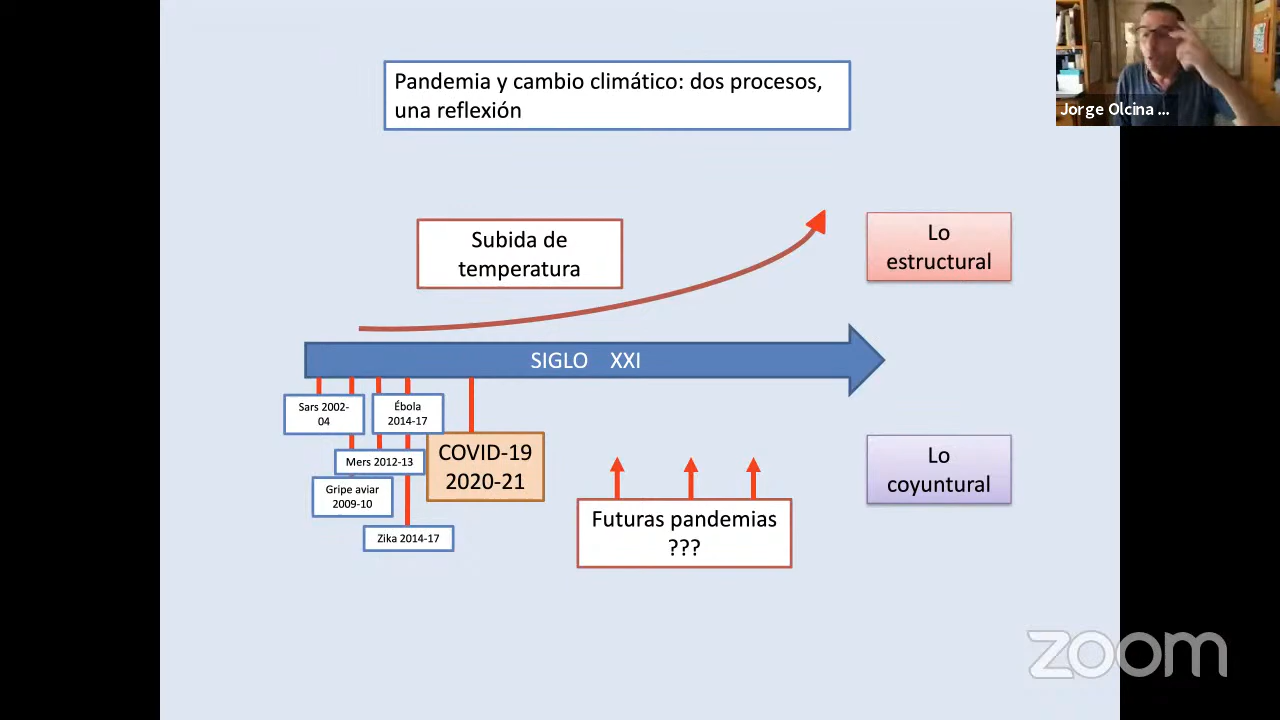 Pandemia y cambio climático: dos procesos,
una reflexión
Jorge Olcina ...
Subida de
temperatura
Lo
estructural
SIGLO XXI
Sars 2002-
04
Ébola
2014-17
Mers 2012-13
Gripe aviar
2009-10
Zika 2014-17
COVID-19
2020-21
Futuras pandemias
???
Lo
coyuntural
zoom